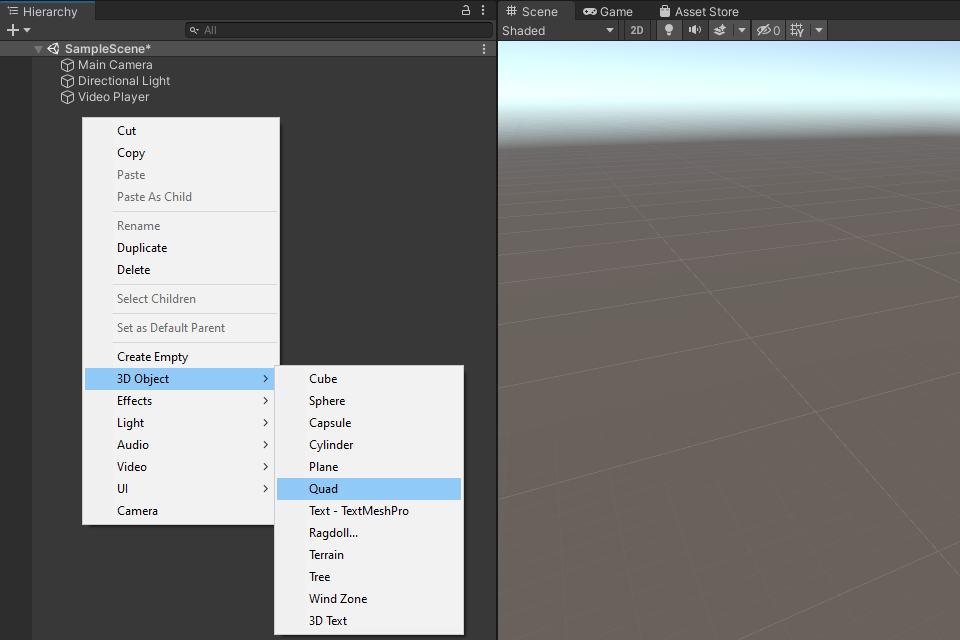 Hierarchy
All
SampleScene*
Main Camera
Directional Light
Video Player
Cut
Copy
Paste
Paste As Child
Rename
Duplicate
Delete
Select Children
Set as Default Parent
Create Empty
3D Object
Effects
Light
Audio
Video
UI
Camera
Cube
Sphere
Capsule
Cylinder
Plane
Quad
Text - TextMeshPro
Ragdoll...
Terrain
Tree
Wind Zone
3D Text
Scene
Game
Asset Store
Shaded
2D
0